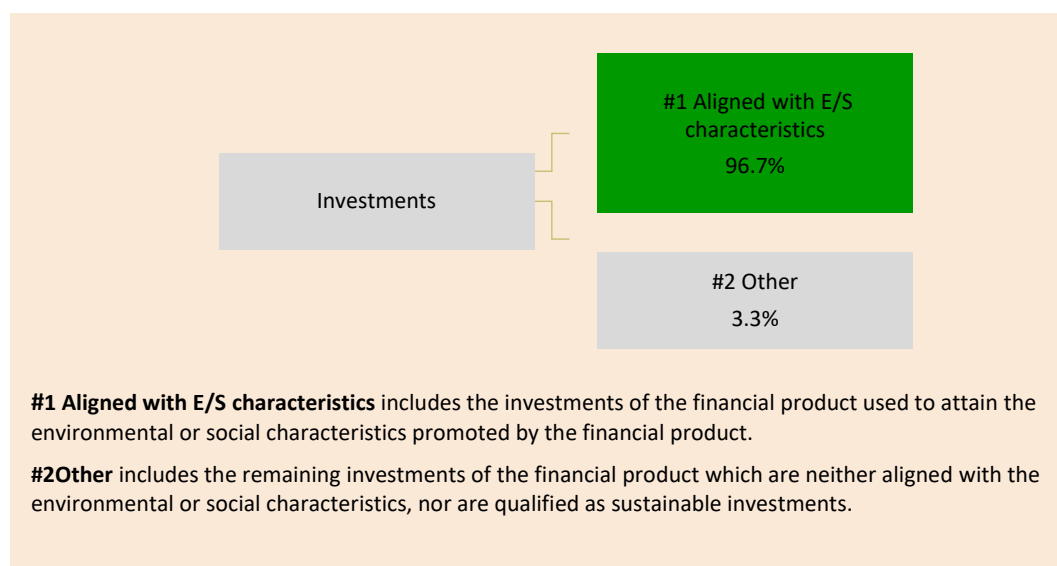 #1 Aligned with E/S
characteristics
96.7%
Investments
#2 Other
3.3%
#1 Aligned with E/S characteristics includes the investments of the financial product used to attain the
environmental or social characteristics promoted by the financial product.
#2Other includes the remaining investments of the financial product which are neither aligned with the
environmental or social characteristics, nor are qualified as sustainable investments.